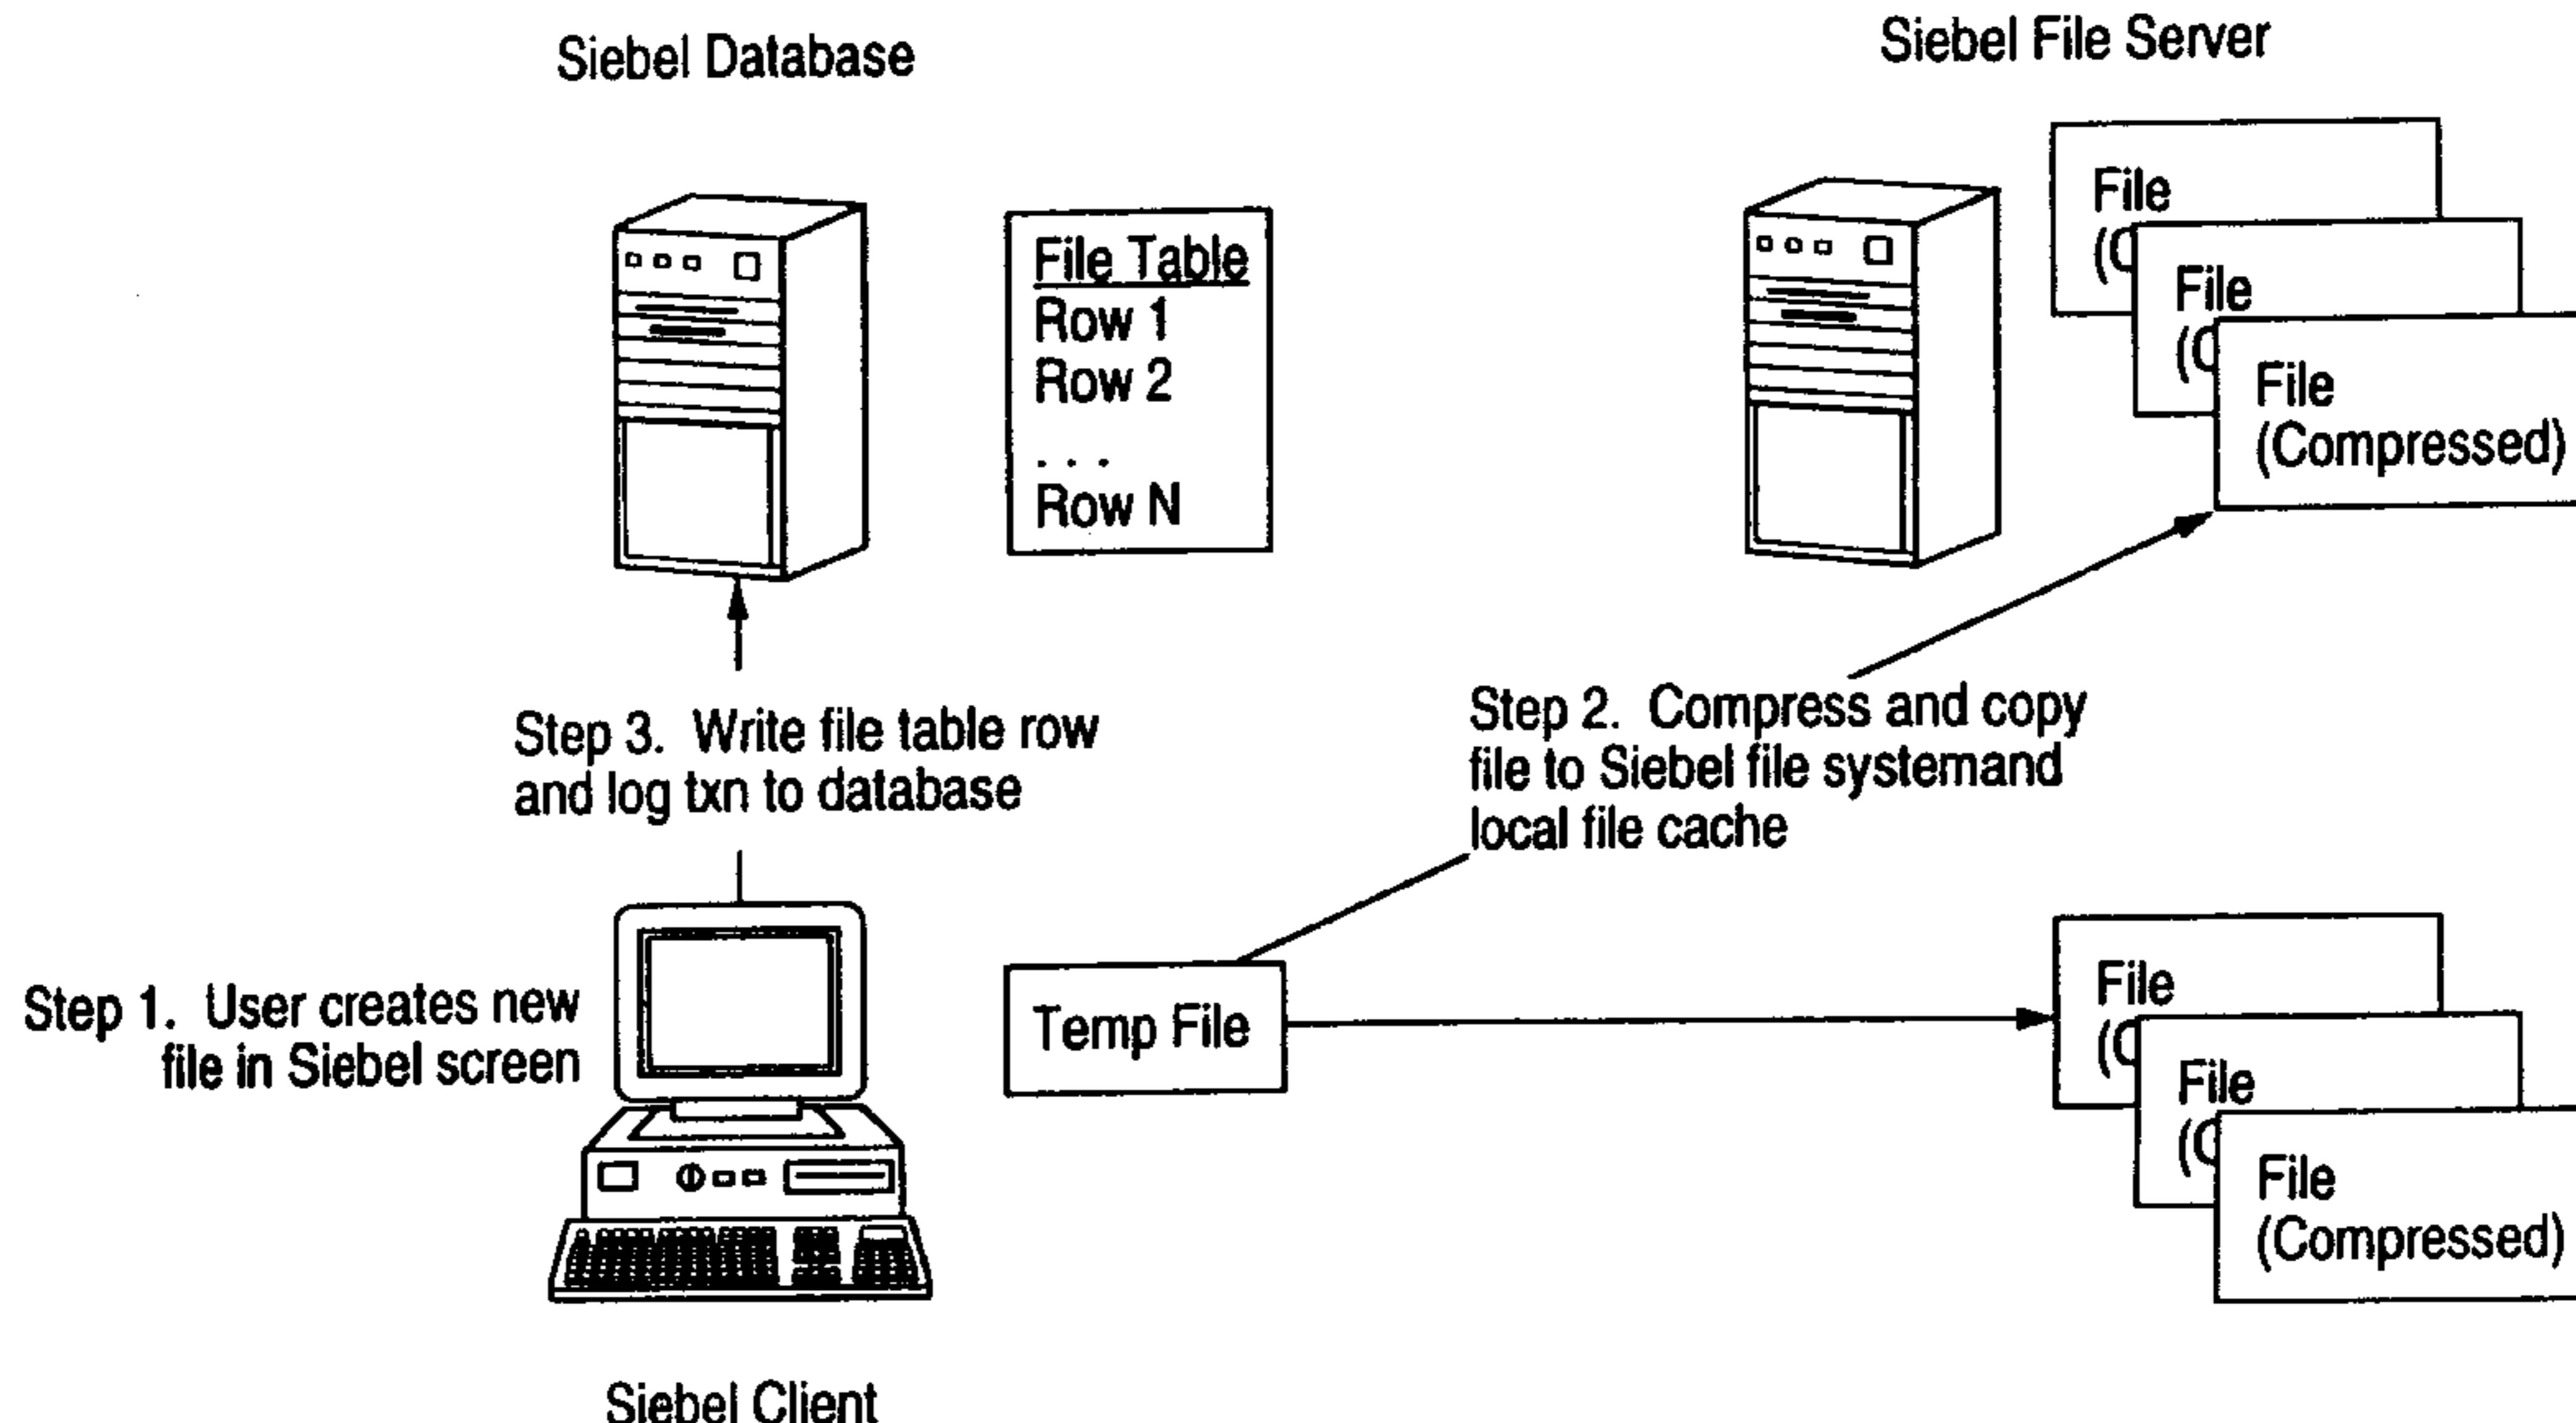 Siebel Database
Siebel File Server
File Table
Row 1
Row 2
. . .
Row N
File
(C
File
(C
File
(Compressed)
Step 3. Write file table row
and log txn to database
Step 2. Compress and copy
file to Siebel file systemand
local file cache
Step 1. User creates new
file in Siebel screen
Temp File
File
(C
File
(C
File
(Compressed)
Siebel Client